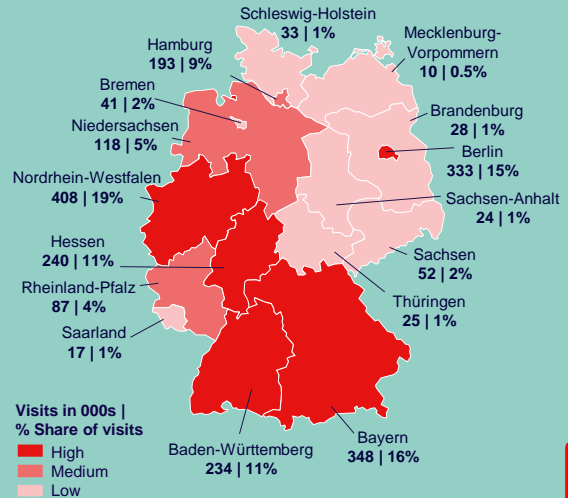 Schleswig-Holstein
33 | 1%
Hamburg
193 | 9%
Mecklenburg-
Vorpommern
10 | 0.5%
Bremen
41 | 2%
Niedersachsen
118 | 5%
Brandenburg
28 | 1%
Berlin
333 | 15%
Nordrhein-Westfalen
408 | 19%
Sachsen-Anhalt
24 | 1%
Hessen
240 | 11%
Sachsen
52 | 2%
Rheinland-Pfalz
87 | 4%
Thüringen
25 | 1%
Saarland
17 | 1%
Visits in 000s |
% Share of visits
High
Medium
Low
Baden-Württemberg
234 | 11%
Bayern
348 | 16%